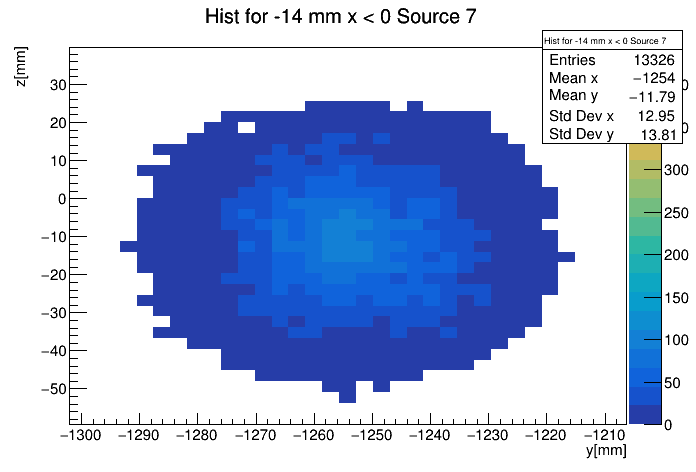 Hist for -14 mm x < 0 Source 7
Hist for -14 mm x < 0 Source 7
Entries 13326
Mean x −1254
Mean y −11.79
Std Dev x 12.95
Std Dev y 13.81
z[mm]
30
20
10
0
−10
−20
−30
−40
−50
−1300 −1290 −1280 −1270 −1260 −1250 −1240 −1230 −1220 −1210
y[mm]
300
250
200
150
100
50
0